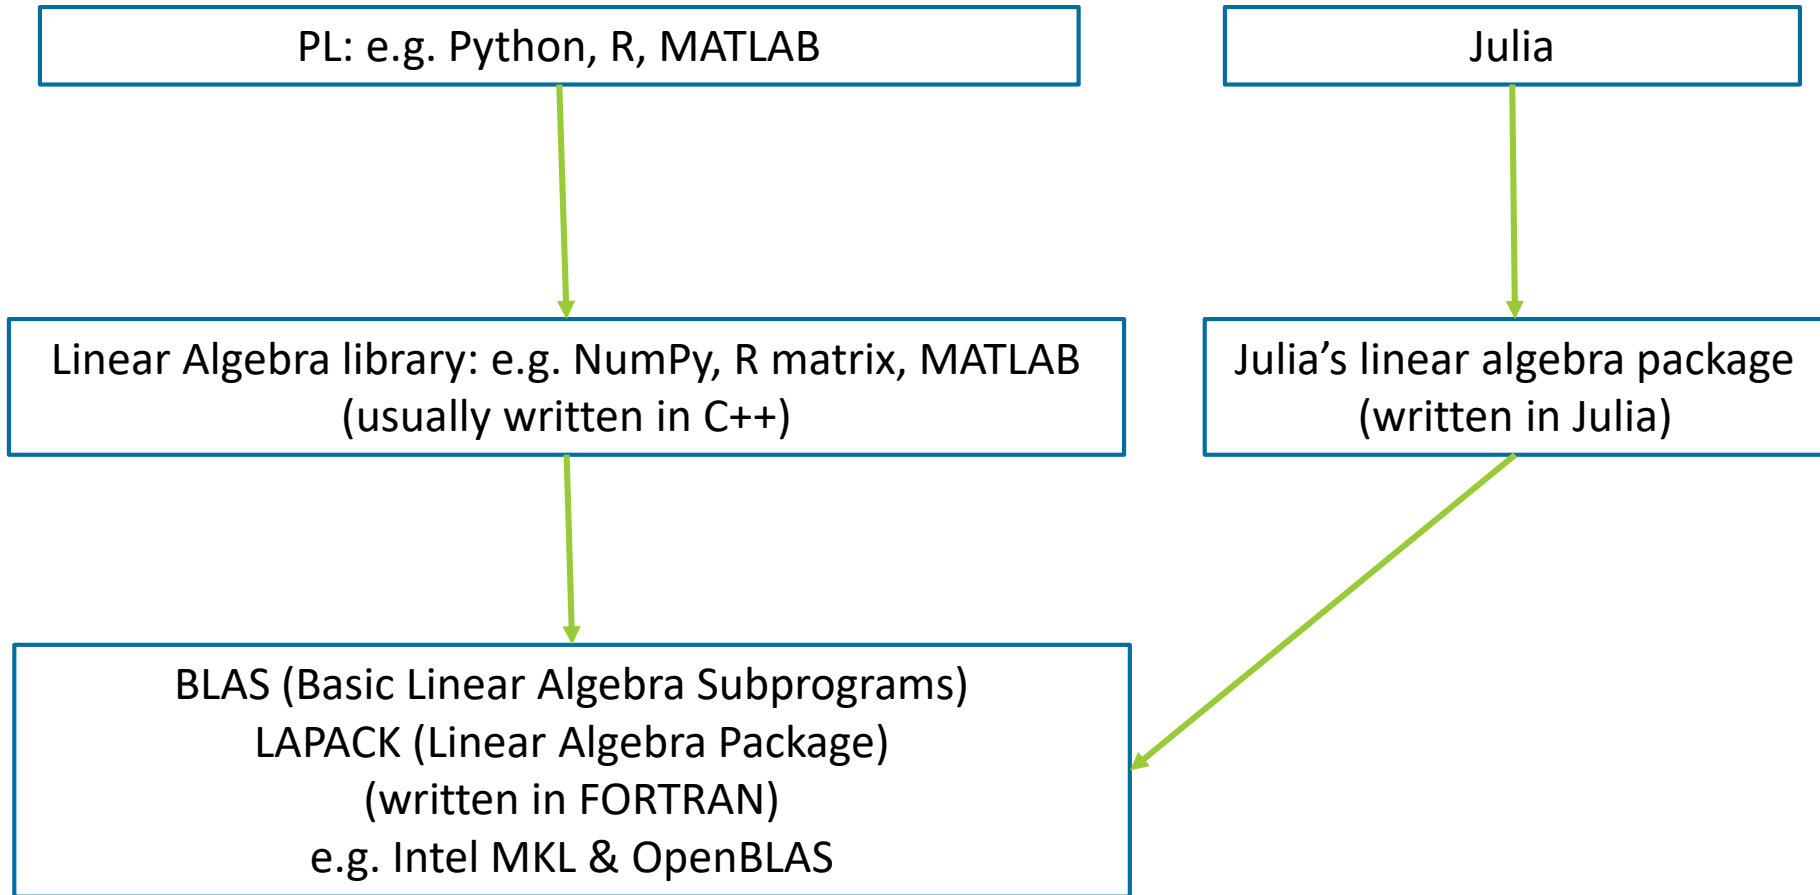 PL: e.g. Python, R, MATLAB
Julia
Linear Algebra library: e.g. NumPy, R matrix, MATLAB
(usually written in C++)
Julia’s linear algebra package
(written in Julia)
BLAS (Basic Linear Algebra Subprograms)
LAPACK (Linear Algebra Package)
(written in FORTRAN)
e.g. Intel MKL & OpenBLAS